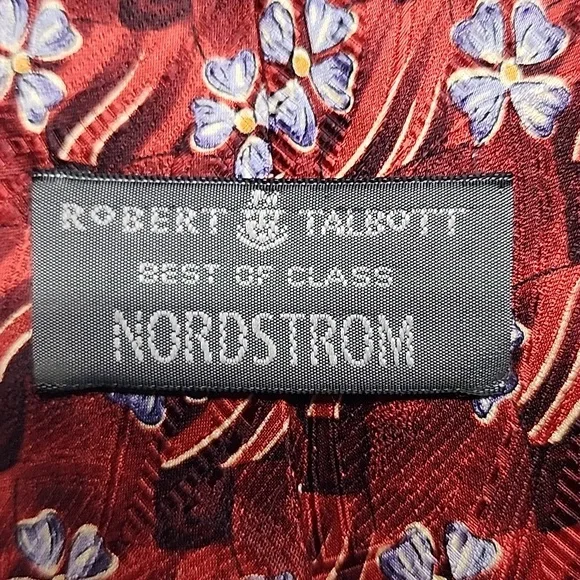 ROBERT TALBOTT
BEST OF CLASS
NORDSTROM